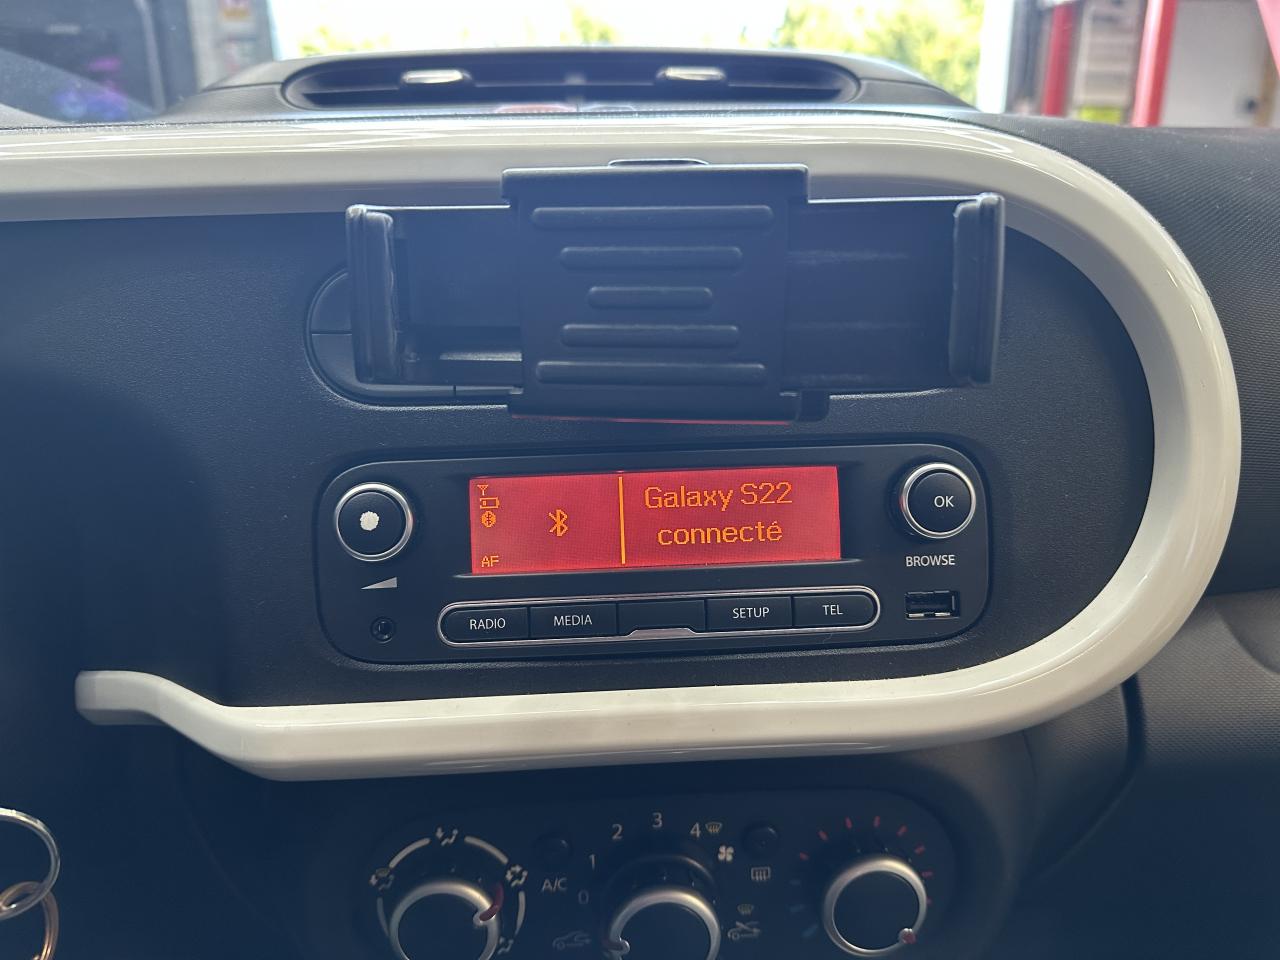 Galaxy S22
connecté
AF
OK
BROWSE
RADIO
MEDIA
SETUP
TEL
A/C
0
1
2
3
4